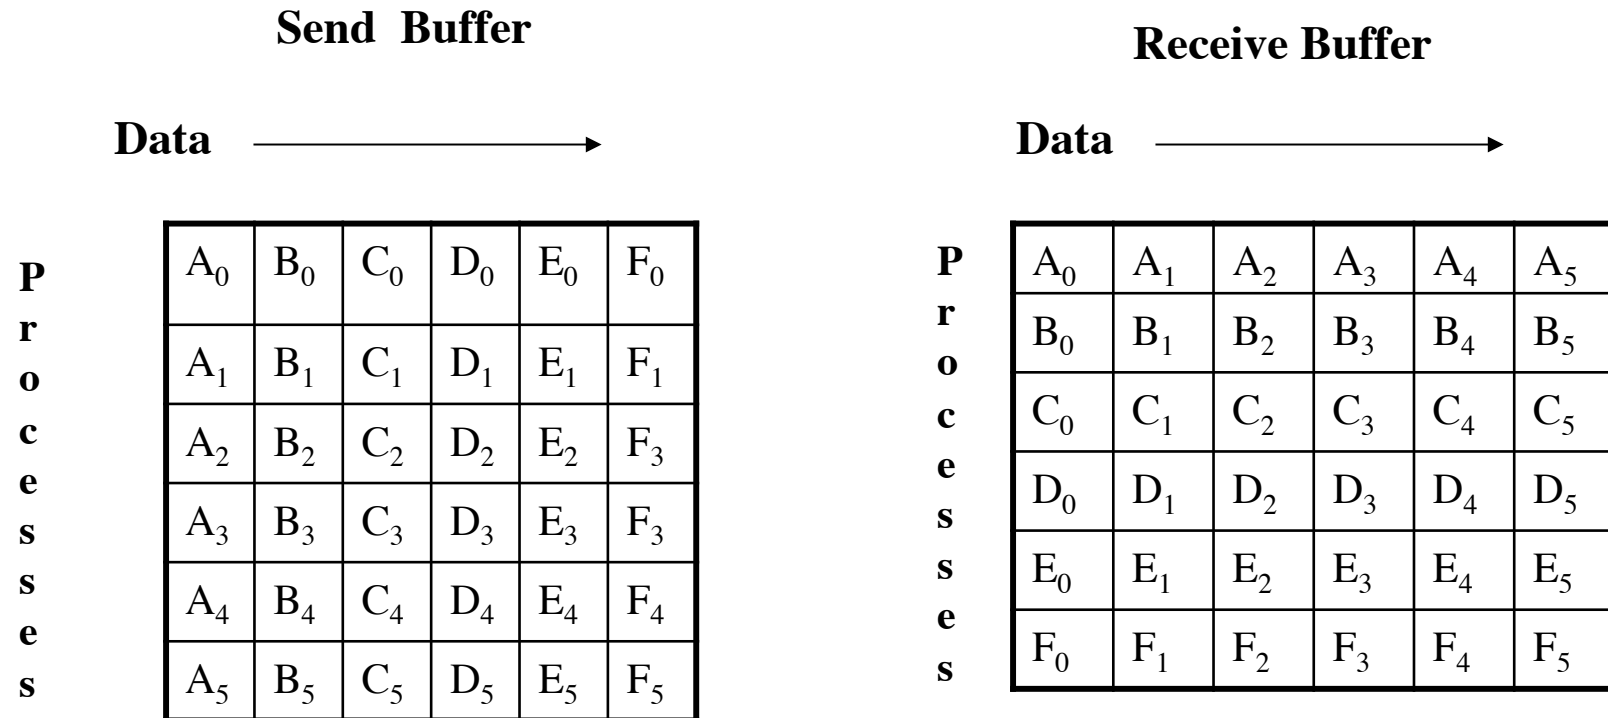 Send Buffer
Receive Buffer
Data
Data
Processes
A₀ B₀ C₀ D₀ E₀ F₀
A₁ B₁ C₁ D₁ E₁ F₁
A₂ B₂ C₂ D₂ E₂ F₃
A₃ B₃ C₃ D₃ E₃ F₃
A₄ B₄ C₄ D₄ E₄ F₄
A₅ B₅ C₅ D₅ E₅ F₅
Processes
A₀ A₁ A₂ A₃ A₄ A₅
B₀ B₁ B₂ B₃ B₄ B₅
C₀ C₁ C₂ C₃ C₄ C₅
D₀ D₁ D₂ D₃ D₄ D₅
E₀ E₁ E₂ E₃ E₄ E₅
F₀ F₁ F₂ F₃ F₄ F₅